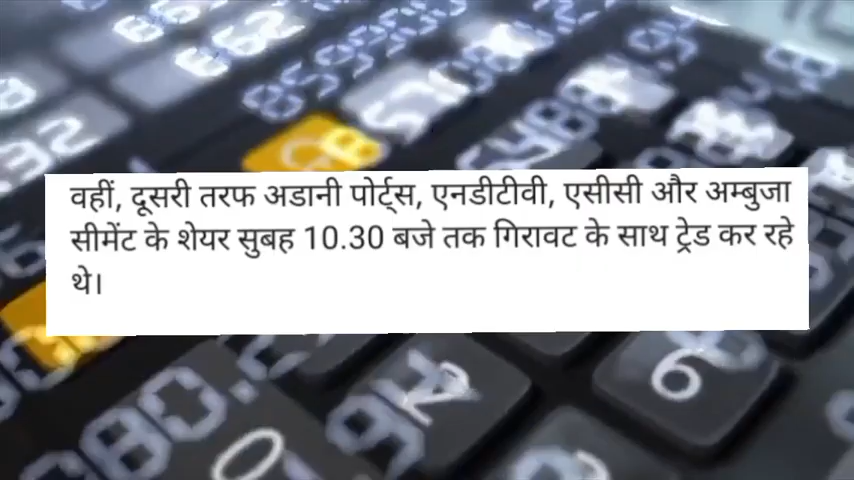 वहीं, दूसरी तरफ अडानी पोर्ट्स, एनडीटीवी, एसीसी और अम्बुजा
सीमेंट के शेयर सुबह 10.30 बजे तक गिरावट के साथ ट्रेड कर रहे
थे।